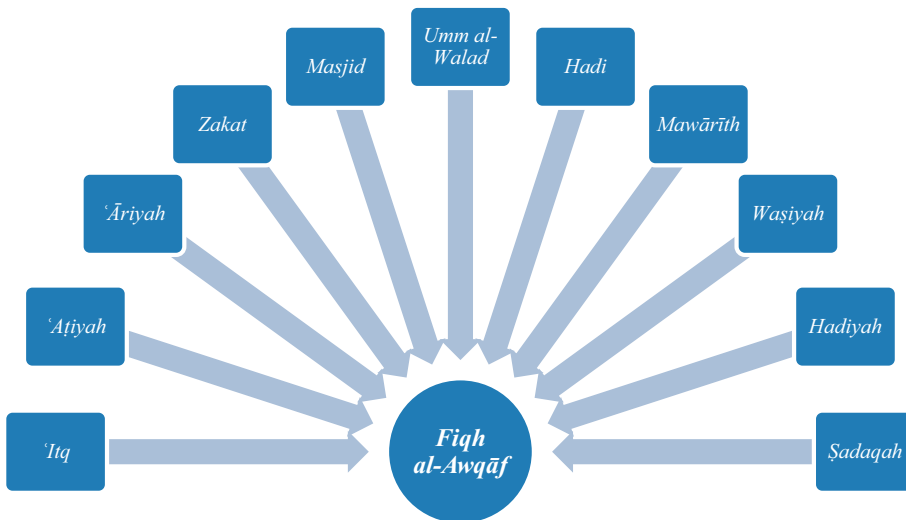 Umm al-
Walad
Masjid
Hadi
Zakat
Mawārīth
ʿĀriyah
Waṣiyah
ʿAṭiyah
Hadiyah
ʿItq
Fiqh
al-Awqāf
Ṣadaqah